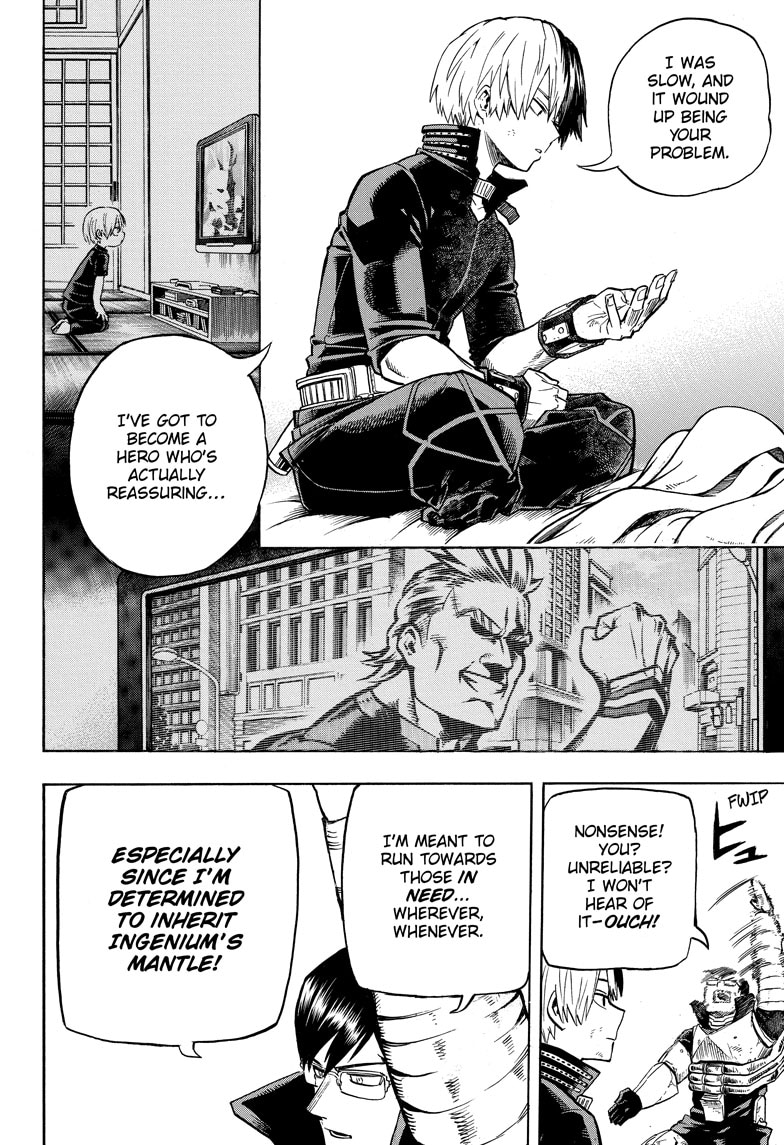 I WAS
SLOW, AND
IT WOUND
UP BEING
YOUR
PROBLEM.
I'VE GOT TO
BECOME A
HERO WHO'S
ACTUALLY
REASSURING...
FWIP
ヒュ
NONSENSE!
YOU?
UNRELIABLE?
I WON'T
HEAR OF
IT-OUCH!
I'M MEANT TO
RUN TOWARDS
THOSE IN
NEED...
WHEREVER,
WHENEVER.
ESPECIALLY
SINCE I'M
DETERMINED
TO INHERIT
INGENIUM'S
MANTLE!